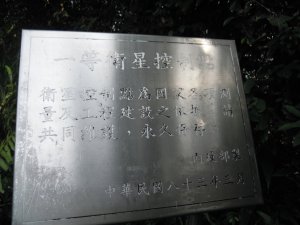 一等衛星控制點
衛星控制點為國家各項測
量及工程建設之依據，請
共同維護，永久保存。
內政部製
中華民國八十三年二月